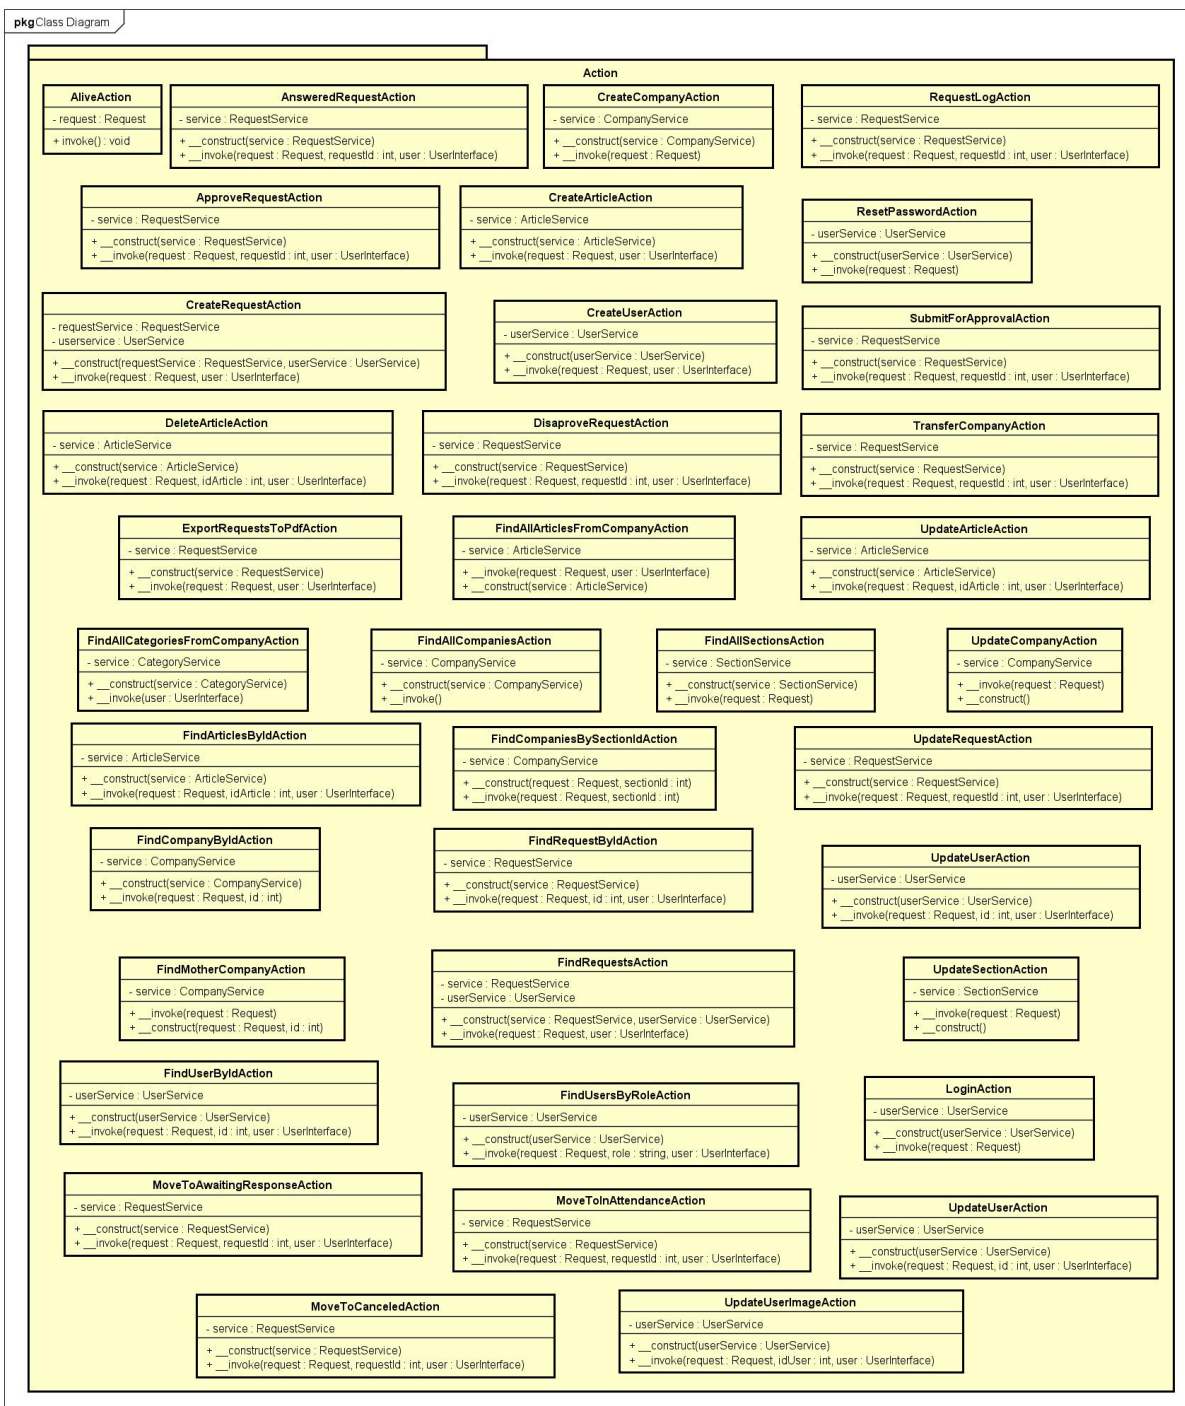 pkg Class Diagram
Action
AliveAction
- request : Request
+ invoke() : void
AnsweredRequestAction
- service : RequestService
+ __construct(service : RequestService)
+ __invoke(request : Request, requestId : int, user : UserInterface)
CreateCompanyAction
- service : CompanyService
+ __construct(service : CompanyService)
+ __invoke(request : Request)
RequestLogAction
- service : RequestService
+ __construct(service : RequestService)
+ __invoke(request : Request, requestId : int, user : UserInterface)
ApproveRequestAction
- service : RequestService
+ __construct(service : RequestService)
+ __invoke(request : Request, requestId : int, user : UserInterface)
CreateArticleAction
- service : ArticleService
+ __construct(service : ArticleService)
+ __invoke(request : Request, user : UserInterface)
ResetPasswordAction
- userService : UserService
+ __construct(userService : UserService)
+ __invoke(request : Request)
CreateRequestAction
- requestService : RequestService
- userservice : UserService
+ __construct(requestService : RequestService, userService : UserService)
+ __invoke(request : Request, user : UserInterface)
CreateUserAction
- userService : UserService
+ __construct(userService : UserService)
+ __invoke(request : Request, user : UserInterface)
SubmitForApprovalAction
- service : RequestService
+ __construct(service : RequestService)
+ __invoke(request : Request, requestId : int, user : UserInterface)
DeleteArticleAction
- service : ArticleService
+ __construct(service : ArticleService)
+ __invoke(request : Request, idArticle : int, user : UserInterface)
DisaproveRequestAction
- service : RequestService
+ __construct(service : RequestService)
+ __invoke(request : Request, requestId : int, user : UserInterface)
TransferCompanyAction
- service : RequestService
+ __construct(service : RequestService)
+ __invoke(request : Request, requestId : int, user : UserInterface)
ExportRequestsToPdfAction
- service : RequestService
+ __construct(service : RequestService)
+ __invoke(request : Request, user : UserInterface)
FindAllArticlesFromCompanyAction
- service : ArticleService
+ __invoke(request : Request, user : UserInterface)
+ __construct(service : ArticleService)
UpdateArticleAction
- service : ArticleService
+ __construct(service : ArticleService)
+ __invoke(request : Request, idArticle : int, user : UserInterface)
FindAllCategoriesFromCompanyAction
- service : CategoryService
+ __construct(service : CategoryService)
+ __invoke(user : UserInterface)
FindAllCompaniesAction
- service : CompanyService
+ __construct(service : CompanyService)
+ __invoke()
FindAllSectionsAction
- service : SectionService
+ __construct(service : SectionService)
+ __invoke(request : Request)
UpdateCompanyAction
- service : CompanyService
+ __invoke(request : Request)
+ __construct()
FindArticlesByIdAction
- service : ArticleService
+ __construct(service : ArticleService)
+ __invoke(request : Request, idArticle : int, user : UserInterface)
FindCompaniesBySectionIdAction
- service : CompanyService
+ __construct(request : Request, sectionId : int)
+ __invoke(request : Request, sectionId : int)
UpdateRequestAction
- service : RequestService
+ __construct(service : RequestService)
+ __invoke(request : Request, requestId : int, user : UserInterface)
FindCompanyByIdAction
- service : CompanyService
+ __construct(service : CompanyService)
+ __invoke(request : Request, id : int)
FindRequestByIdAction
- service : RequestService
+ __construct(service : RequestService)
+ __invoke(request : Request, id : int, user : UserInterface)
UpdateUserAction
- userService : UserService
+ __construct(userService : UserService)
+ __invoke(request : Request, id : int, user : UserInterface)
FindMotherCompanyAction
- service : CompanyService
+ __invoke(request : Request)
+ __construct(request : Request, id : int)
FindRequestsAction
- service : RequestService
- userService : UserService
+ __construct(service : RequestService, userService : UserService)
+ __invoke(request : Request, user : UserInterface)
UpdateSectionAction
- service : SectionService
+ __invoke(request : Request)
+ __construct()
FindUserByIdAction
- userService : UserService
+ __construct(userService : UserService)
+ __invoke(request : Request, id : int, user : UserInterface)
FindUsersByRoleAction
- userService : UserService
+ __construct(userService : UserService)
+ __invoke(request : Request, role : string, user : UserInterface)
LoginAction
- userService : UserService
+ __construct(userService : UserService)
+ __invoke(request : Request)
MoveToAwaitingResponseAction
- service : RequestService
+ __construct(service : RequestService)
+ __invoke(request : Request, requestId : int, user : UserInterface)
MoveToInAttendanceAction
- service : RequestService
+ __construct(service : RequestService)
+ __invoke(request : Request, requestId : int, user : UserInterface)
UpdateUserAction
- userService : UserService
+ __construct(userService : UserService)
+ __invoke(request : Request, id : int, user : UserInterface)
MoveToCanceledAction
- service : RequestService
+ __construct(service : RequestService)
+ __invoke(request : Request, requestId : int, user : UserInterface)
UpdateUserImageAction
- userService : UserService
+ __construct(userService : UserService)
+ __invoke(request : Request, idUser : int, user : UserInterface)